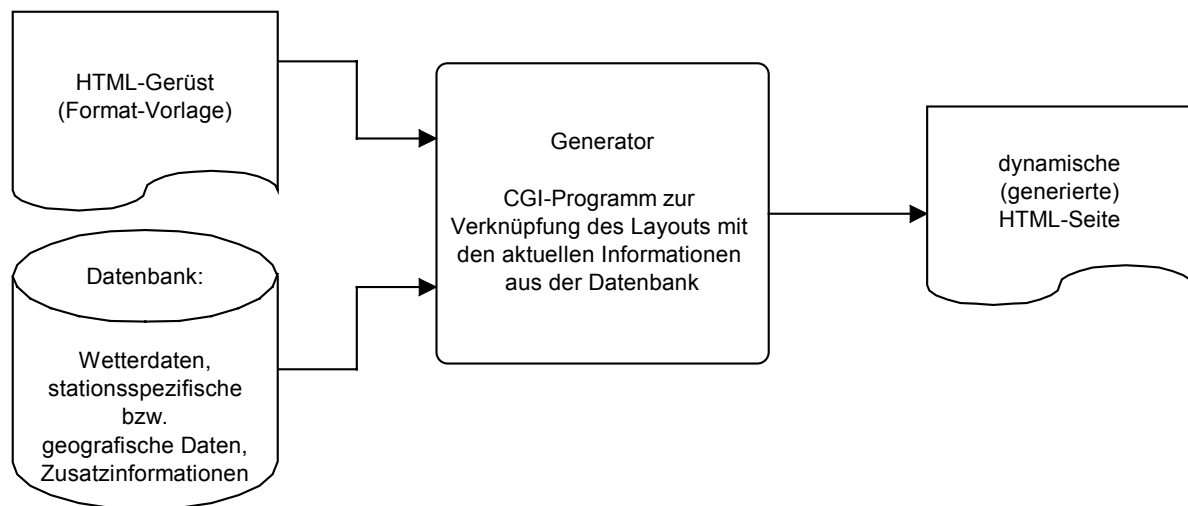 HTML-Gerüst
(Format-Vorlage)
Datenbank:
Wetterdaten,
stationsspezifische
bzw.
geografische Daten,
Zusatzinformationen
Generator
CGI-Programm zur
Verknüpfung des Layouts mit
den aktuellen Informationen
aus der Datenbank
dynamische
(generierte)
HTML-Seite